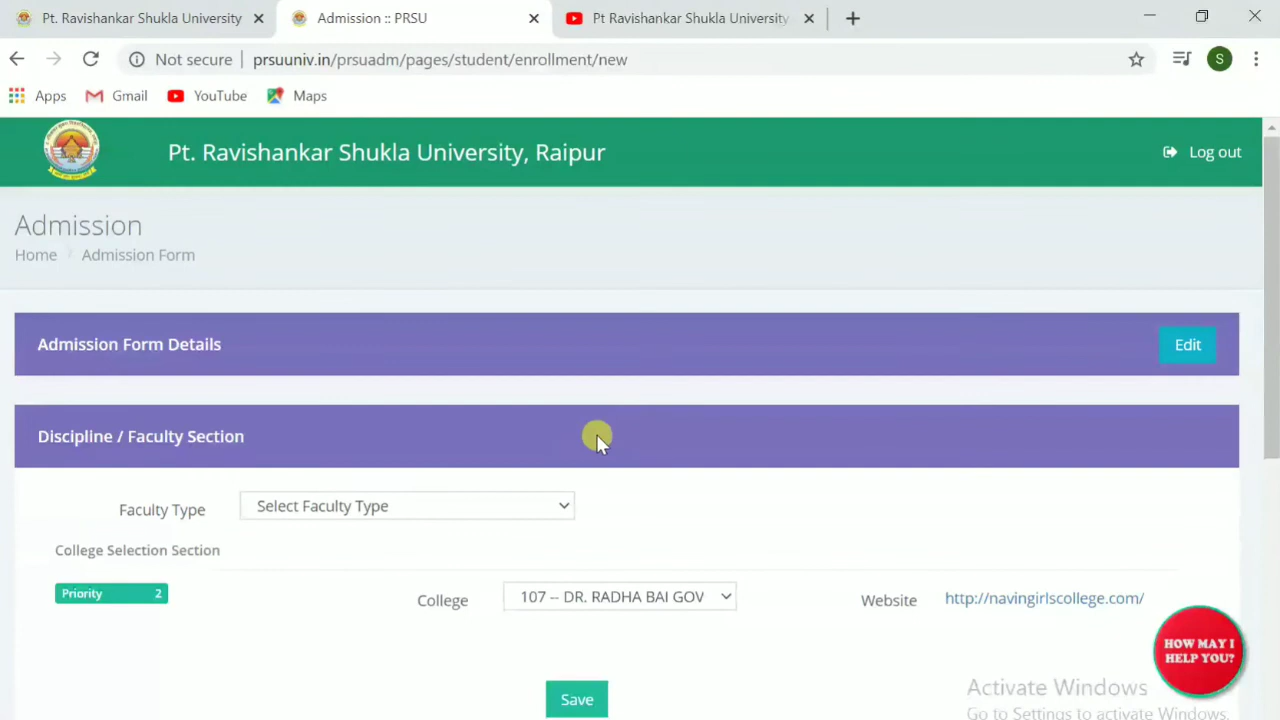 Pt. Ravishankar Shukla University
Admission :: PRSU
Pt Ravishankar Shukla University
Not secure
prsuuniv.in/prsuadm/pages/student/enrollment/new
S
Apps
Gmail
YouTube
Maps
Pt. Ravishankar Shukla University, Raipur
Log out
Admission
Home / Admission Form
Admission Form Details
Edit
Discipline / Faculty Section
Faculty Type
Select Faculty Type
College Selection Section
Priority 2
College
107 -- DR. RADHA BAI GOV
Website
http://navingirlscollege.com/
HOW MAY I
HELP YOU?
Save
Activate Windows
Go to Settings to activate Windows.